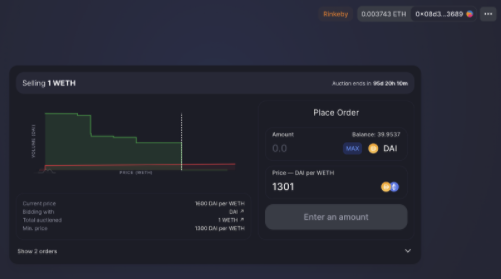 Rinkeby
0.003743 ETH
0×08d3...3689
Selling 1 WETH
Auction ends in 95d 20h 10m
Place Order
Amount
Balance: 39.9537
0.0
MAX
DAI
Price — DAI per WETH
1301
Enter an amount
VOLUME (DAI)
PRICE (WETH)
Current price
1600 DAI per WETH
Bidding with
DAI ↗
Total auctioned
1 WETH ↗
Min. price
1300 DAI per WETH
Show 2 orders